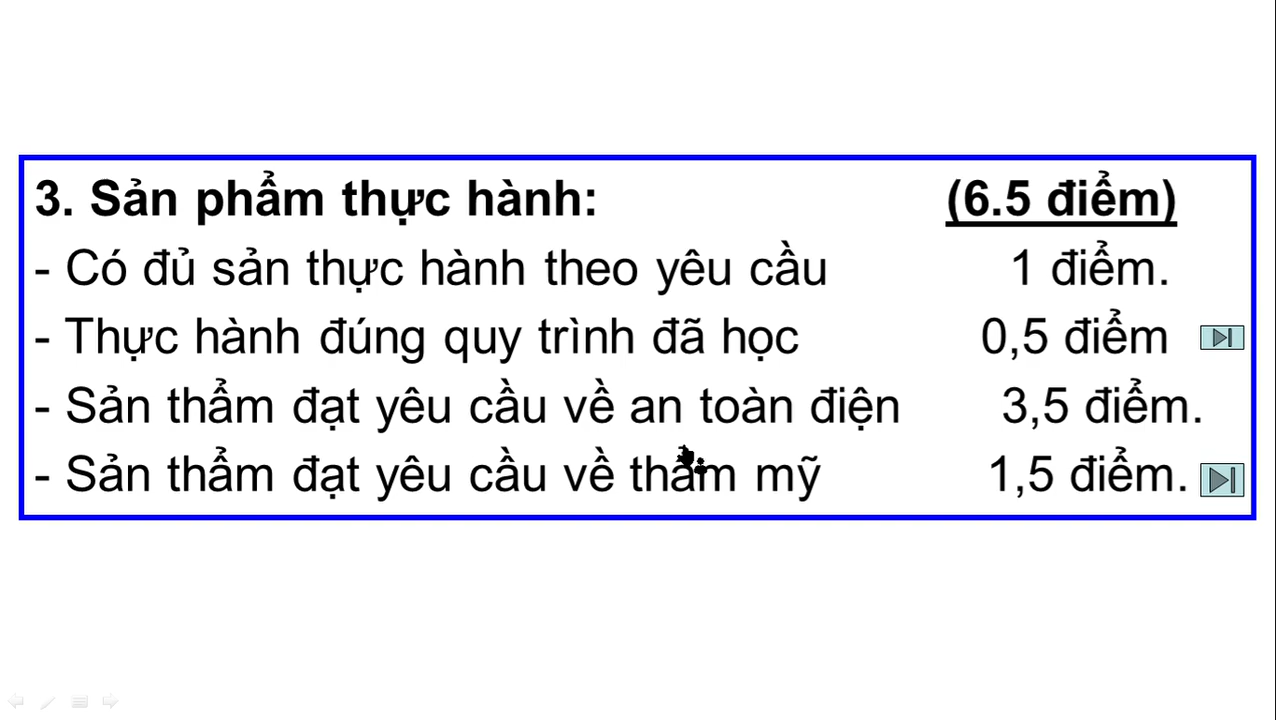 3. Sản phẩm thực hành: (6.5 điểm)
- Có đủ sản thực hành theo yêu cầu 1 điểm.
- Thực hành đúng quy trình đã học 0,5 điểm
- Sản thẩm đạt yêu cầu về an toàn điện 3,5 điểm.
- Sản thẩm đạt yêu cầu về thẩm mỹ 1,5 điểm.